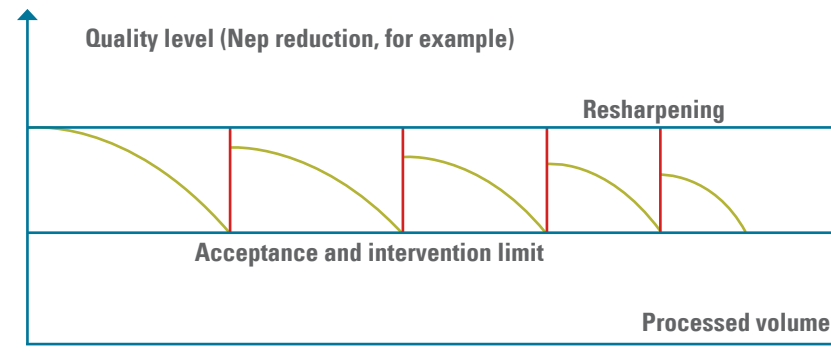 Quality level (Nep reduction, for example)
Resharpening
Acceptance and intervention limit
Processed volume